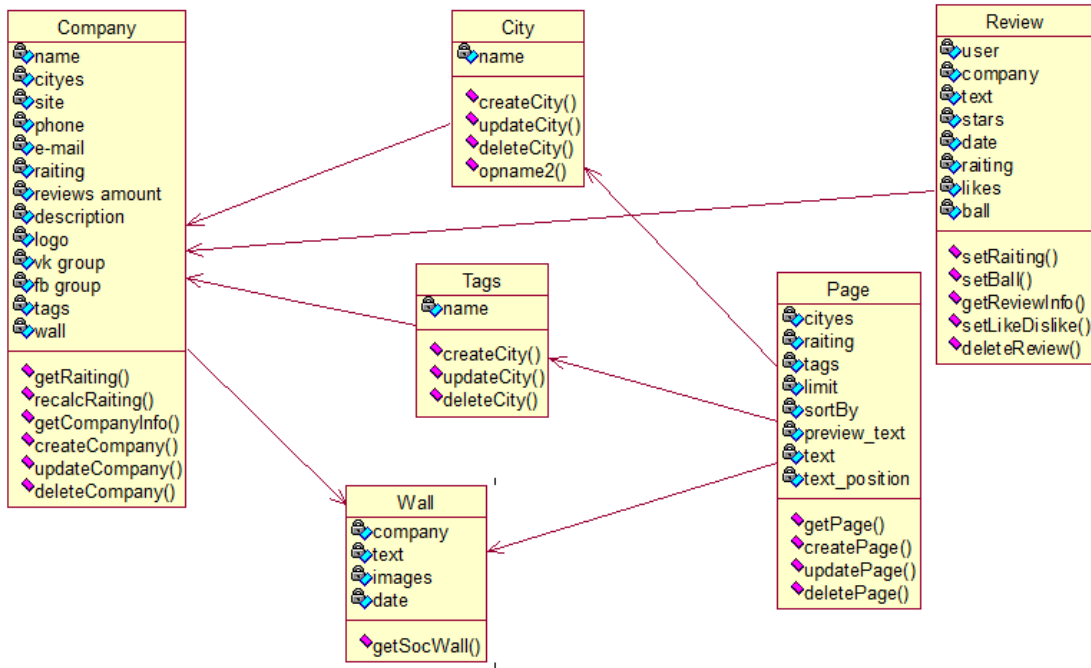 Company
name
cityes
site
phone
e-mail
raiting
reviews amount
description
logo
vk group
fb group
tags
wall
getRaiting()
recalcRaiting()
getCompanyInfo()
createCompany()
updateCompany()
deleteCompany()
City
name
createCity()
updateCity()
deleteCity()
opname2()
Tags
name
createCity()
updateCity()
deleteCity()
Wall
company
text
images
date
getSocWall()
Page
cityes
raiting
tags
limit
sortBy
preview_text
text
text_position
getPage()
createPage()
updatePage()
deletePage()
Review
user
company
text
stars
date
raiting
likes
ball
setRaiting()
setBall()
getReviewInfo()
setLikeDislike()
deleteReview()